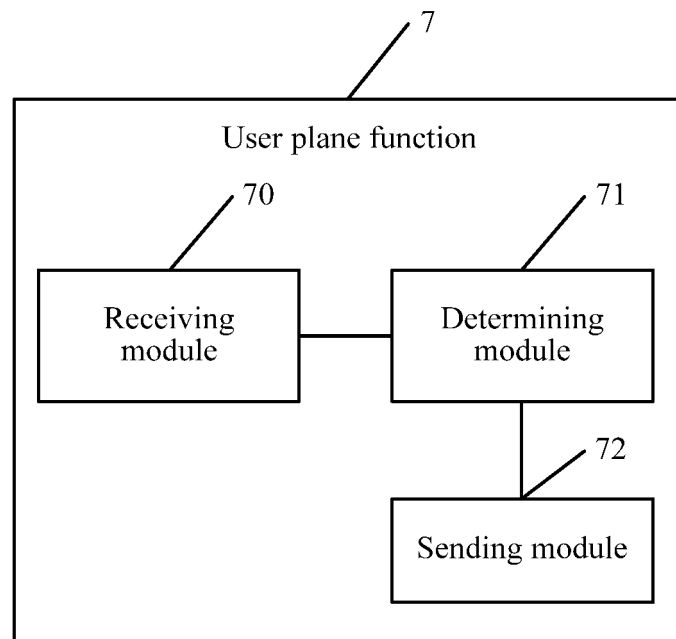 7
User plane function
70
71
Receiving
module
Determining
module
72
Sending module